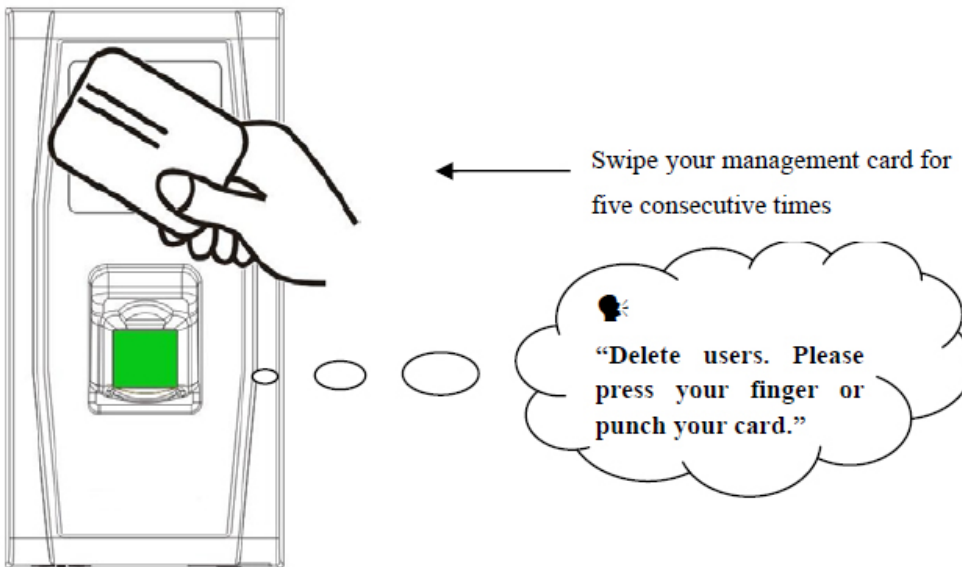 Swipe your management card for
five consecutive times
“Delete users. Please
press your finger or
punch your card.”